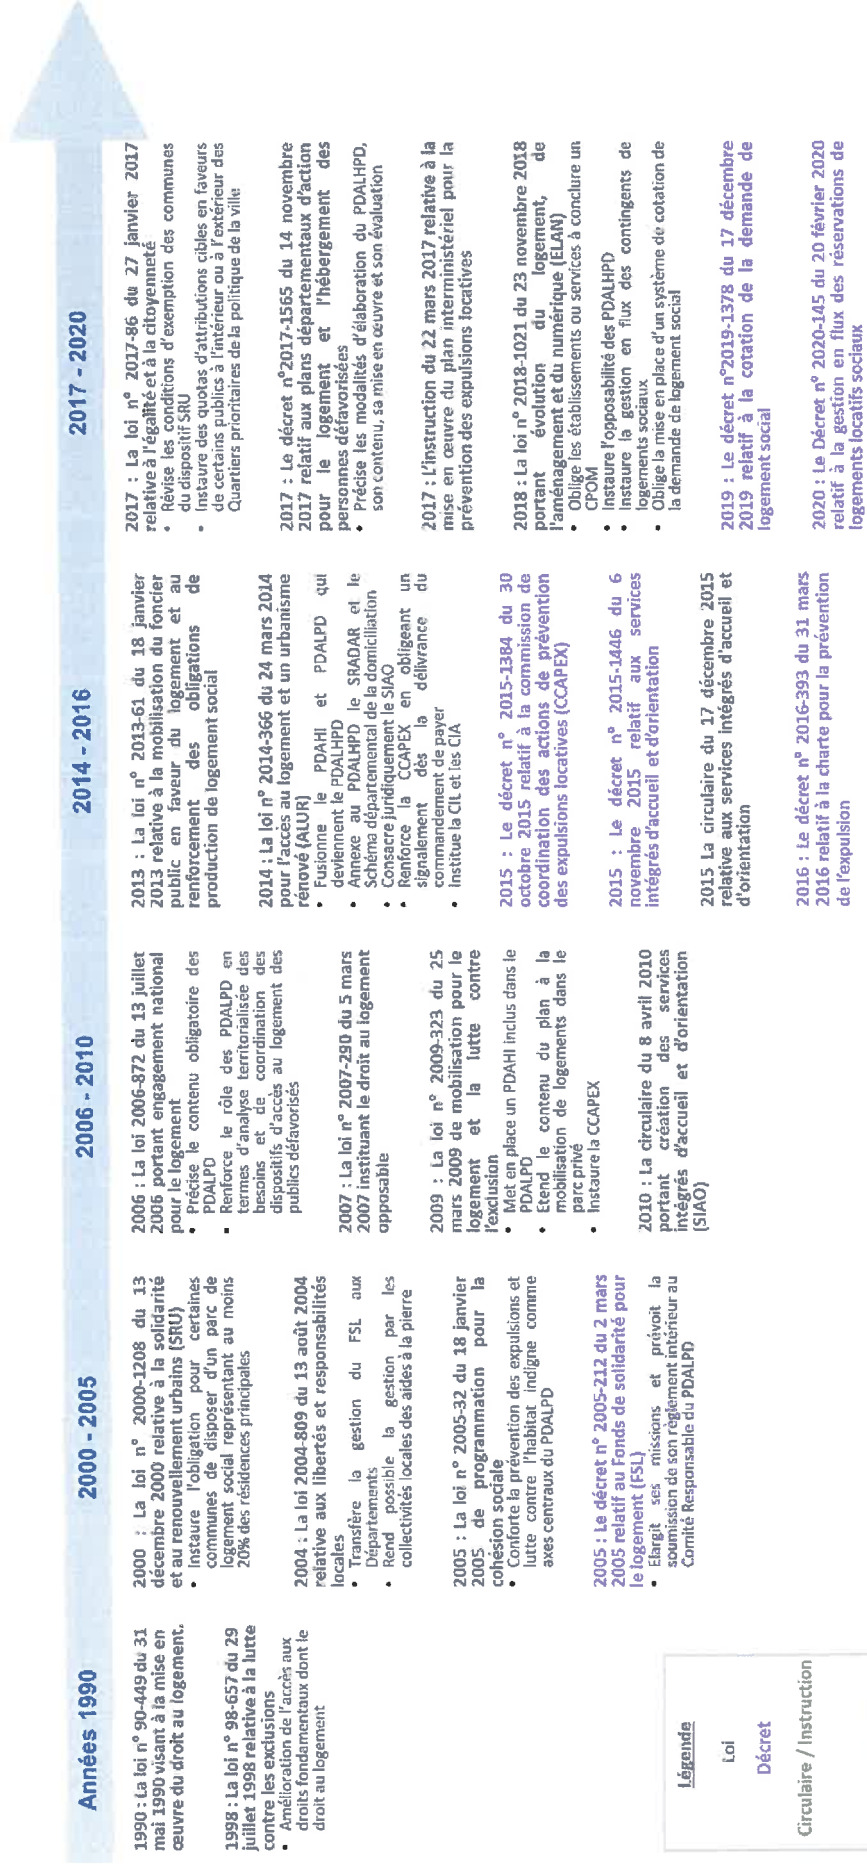 Années 1990
2000 - 2005
2006 - 2010
2014 - 2016
2017 - 2020
1990 : La loi n° 90-449 du 31
mai 1990 visant à la mise en
œuvre du droit au logement.
1998 : La loi n° 98-657 du 29
juillet 1998 relative à la lutte
contre les exclusions
• Amélioration de l'accès aux
droits fondamentaux dont le
droit au logement
2000 : La loi n° 2000-1208 du 13
décembre 2000 relative à la solidarité
et au renouvellement urbains (SRU)
• Instaure l'obligation pour certaines
communes de disposer d'un parc de
logement social représentant au moins
20% des résidences principales
2004 : La loi 2004-809 du 13 août 2004
relative aux libertés et responsabilités
locales
• Transfère la gestion du FSL aux
Départements
• Rend possible la gestion par les
collectivités locales des aides à la pierre
2005 : La loi n° 2005-32 du 18 janvier
2005 de programmation pour la
cohésion sociale
• Conforte la prévention des expulsions et
lutte contre l'habitat indigne comme
axes centraux du PDALPD
2005 : Le décret n° 2005-212 du 2 mars
2005 relatif au Fonds de solidarité pour
le logement (FSL)
• Elargit ses missions et prévoit la
soumission de son règlement intérieur au
Comité Responsable du PDALPD
2006 : La loi 2006-872 du 13 juillet
2006 portant engagement national
pour le logement
• Précise le contenu obligatoire des
PDALPD
• Renforce le rôle des PDALPD en
termes d'analyse territorialisée des
besoins et de coordination des
dispositifs d'accès au logement des
publics défavorisés
2007 : La loi n° 2007-290 du 5 mars
2007 instituant le droit au logement
opposable
2009 : La loi n° 2009-323 du 25
mars 2009 de mobilisation pour le
logement et la lutte contre
l'exclusion
• Met en place un PDAHI inclus dans le
PDALPD
• Etend le contenu du plan à la
mobilisation de logements dans le
parc privé
• Instaure la CCAPEX
2010 : La circulaire du 8 avril 2010
portant création des services
intégrés d'accueil et d'orientation
(SIAO)
2013 : La loi n° 2013-61 du 18 janvier
2013 relative à la mobilisation du foncier
public en faveur du logement et au
renforcement des obligations de
production de logement social
2014 : La loi n° 2014-366 du 24 mars 2014
pour l'accès au logement et un urbanisme
rénové (ALUR)
• Fusionne le PDAHI et PDALPD qui
deviennent le PDALHPD
• Annexe au PDALHPD le SRADAR et le
Schéma départemental de la domiciliation
• Consacre juridiquement le SIAO
• Renforce la CCAPEX en obligeant un
signalement dès la délivrance du
commandement de payer
• Institue la CIL et les CIA
2015 : Le décret n° 2015-1384 du 30
octobre 2015 relatif à la commission de
coordination des actions de prévention
des expulsions locatives (CCAPEX)
2015 : Le décret n° 2015-1446 du 6
novembre 2015 relatif aux services
intégrés d'accueil et d'orientation
2015 La circulaire du 17 décembre 2015
relative aux services intégrés d'accueil et
d'orientation
2016 : Le décret n° 2016-393 du 31 mars
2016 relatif à la charte pour la prévention
de l'expulsion
2017 : La loi n° 2017-86 du 27 janvier 2017
relative à l'égalité et à la citoyenneté
• Révise les conditions d'exemption des communes
du dispositif SRU
• Instaure des quotas d'attributions cibles en faveurs
de certains publics à l'intérieur ou à l'extérieur des
Quartiers prioritaires de la politique de la ville
2017 : Le décret n°2017-1565 du 14 novembre
2017 relatif aux plans départementaux d'action
pour le logement et l'hébergement des
personnes défavorisées
• Précise les modalités d'élaboration du PDALHPD,
son contenu, sa mise en œuvre et son évaluation
2017 : L'instruction du 22 mars 2017 relative à la
mise en œuvre du plan interministériel pour la
prévention des expulsions locatives
2018 : La loi n° 2018-1021 du 23 novembre 2018
portant évolution du logement, de
l'aménagement et du numérique (ELAN)
• Oblige les établissements ou services à conclure un
CPOM
• Instaure l'opposabilité des PDALHPD
• Instaure la gestion en flux des contingents de
logements sociaux
• Oblige la mise en place d'un système de cotation de
la demande de logement social
2019 : Le décret n°2019-1378 du 17 décembre
2019 relatif à la cotation de la demande de
logement social
2020 : Le Décret n° 2020-145 du 20 février 2020
relatif à la gestion en flux des réservations de
logements locatifs sociaux
Légende
Loi
Décret
Circulaire / Instruction